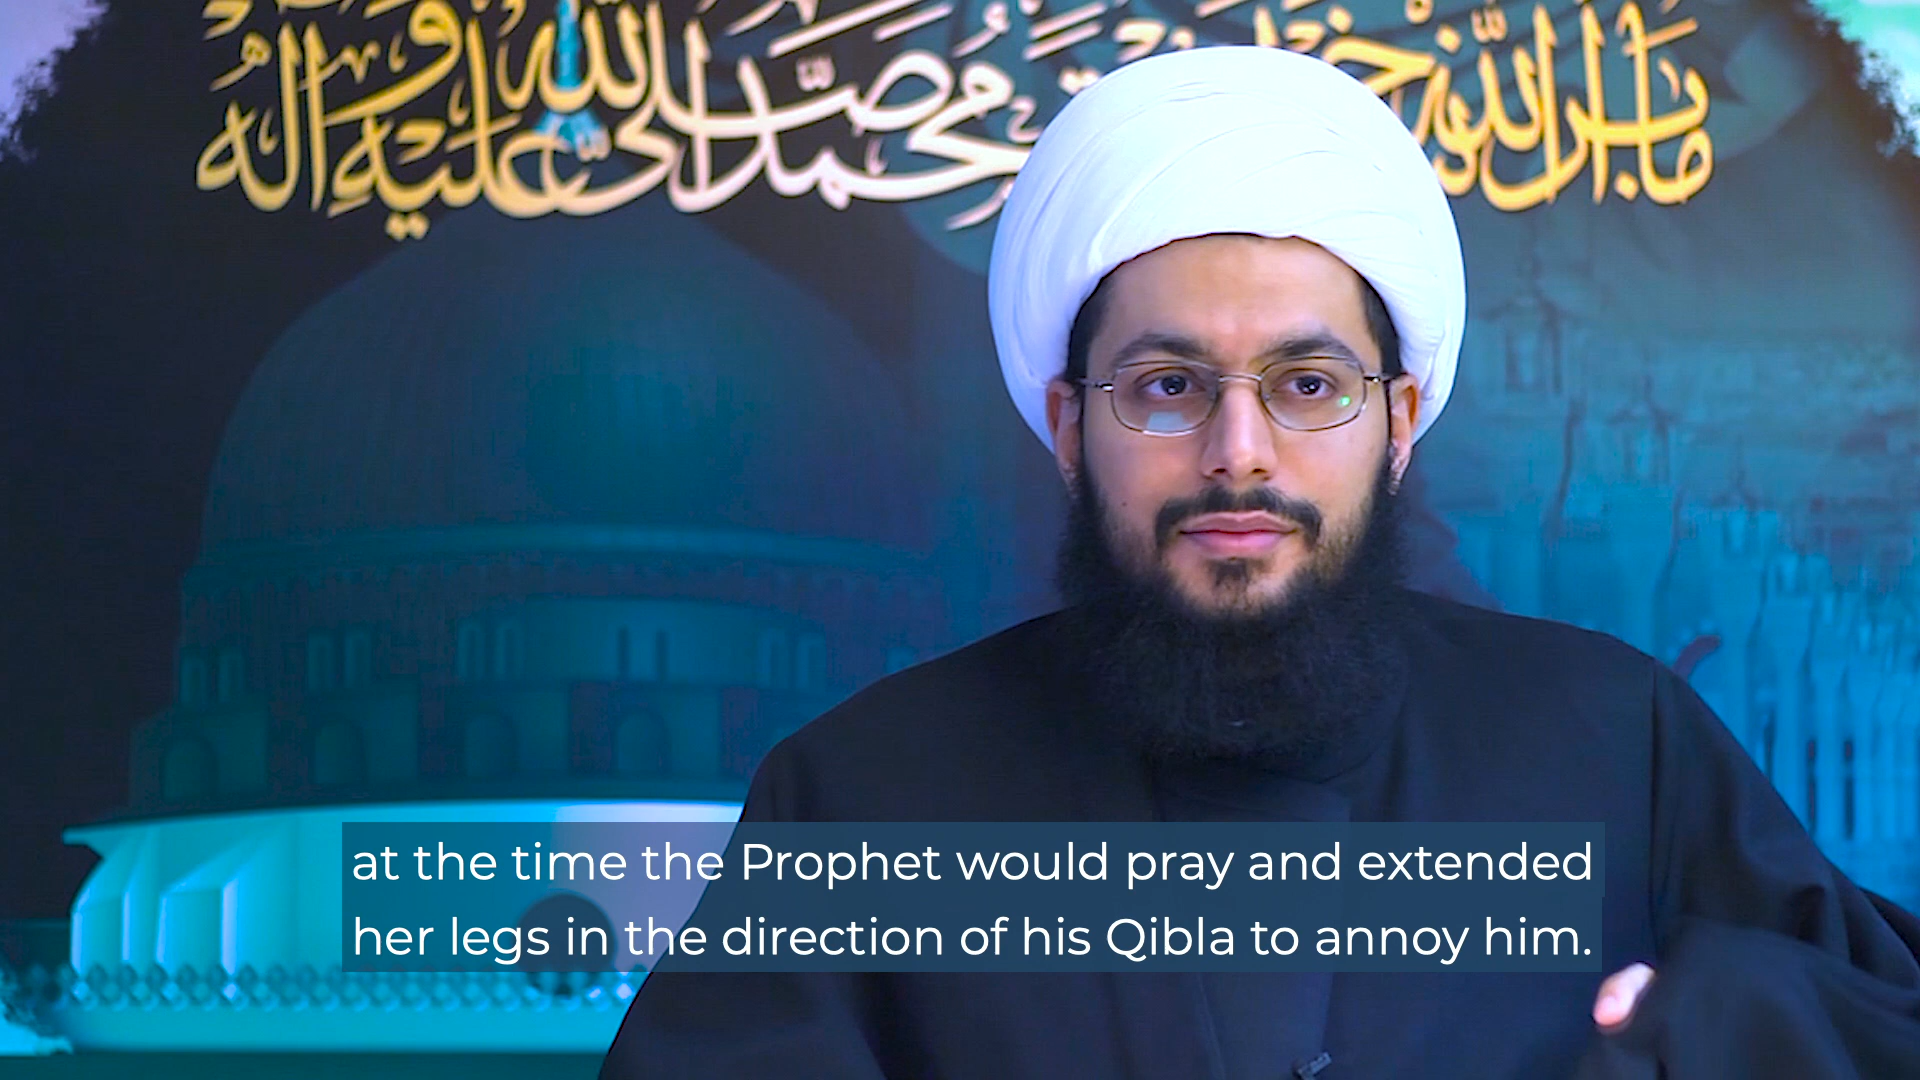 محمد صلى الله عليه وآله
at the time the Prophet would pray and extended
her legs in the direction of his Qibla to annoy him.